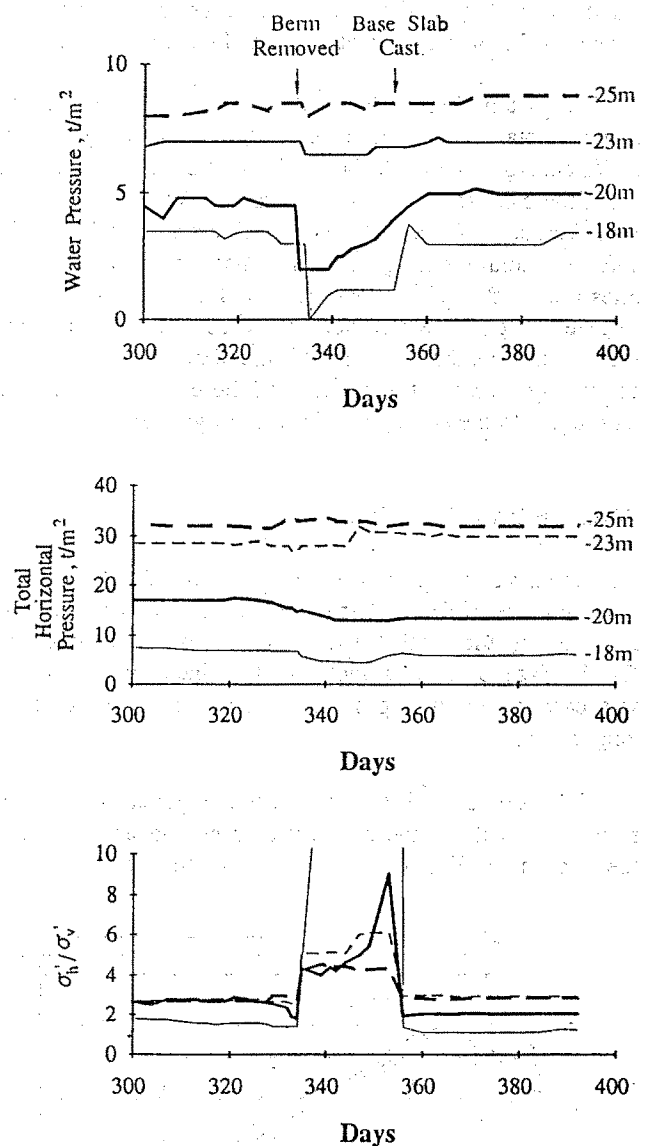 Berm Base Slab
Removed Cast
10
5
0
Water Pressure, t/m²
-25m
-23m
-20m
-18m
300 320 340 360 380 400
Days
40
30
20
10
0
Total
Horizontal
Pressure, t/m²
-25m
-23m
-20m
-18m
300 320 340 360 380 400
Days
10
8
6
4
2
0
σh'/σv'
300 320 340 360 380 400
Days